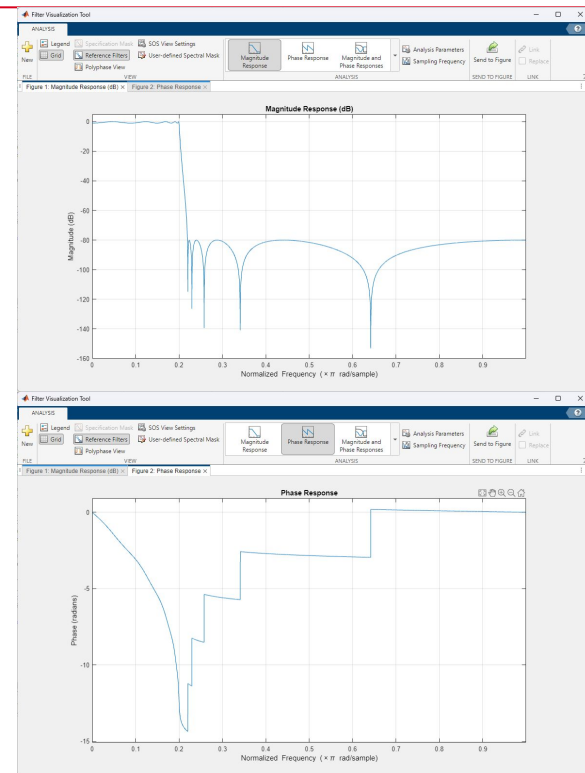 Filter Visualization Tool
ANALYSIS
New
Legend
Specification Mask
SOS View Settings
Grid
Reference Filters
User-defined Spectral Mask
Polyphase View
Magnitude
Response
Phase Response
Magnitude and
Phase Responses
Analysis Parameters
Sampling Frequency
Send to Figure
Link
Replace
FILE
VIEW
ANALYSIS
SEND TO FIGURE
LINK
Figure 1: Magnitude Response (dB) ×
Figure 2: Phase Response ×
Magnitude Response (dB)
0
-20
-40
-60
-80
-100
-120
-140
-160
Magnitude (dB)
0 0.1 0.2 0.3 0.4 0.5 0.6 0.7 0.8 0.9
Normalized Frequency (× π rad/sample)
Filter Visualization Tool
ANALYSIS
New
Legend
Specification Mask
SOS View Settings
Grid
Reference Filters
User-defined Spectral Mask
Polyphase View
Magnitude
Response
Phase Response
Magnitude and
Phase Responses
Analysis Parameters
Sampling Frequency
Send to Figure
Link
Replace
FILE
VIEW
ANALYSIS
SEND TO FIGURE
LINK
Figure 1: Magnitude Response (dB) ×
Figure 2: Phase Response ×
Phase Response
0
-5
-10
-15
Phase (radians)
0 0.1 0.2 0.3 0.4 0.5 0.6 0.7 0.8 0.9
Normalized Frequency (× π rad/sample)